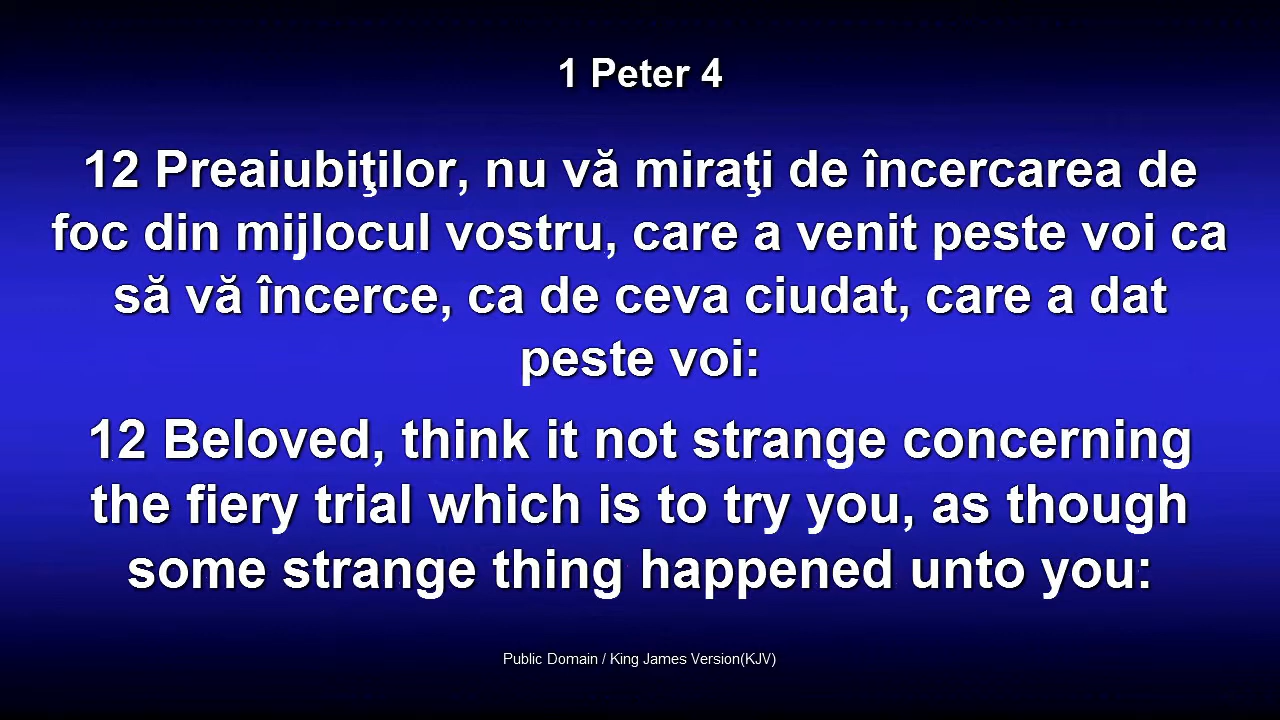 1 Peter 4
12 Preaiubiţilor, nu vă miraţi de încercarea de
foc din mijlocul vostru, care a venit peste voi ca
să vă încerce, ca de ceva ciudat, care a dat
peste voi:
12 Beloved, think it not strange concerning
the fiery trial which is to try you, as though
some strange thing happened unto you:
Public Domain / King James Version(KJV)